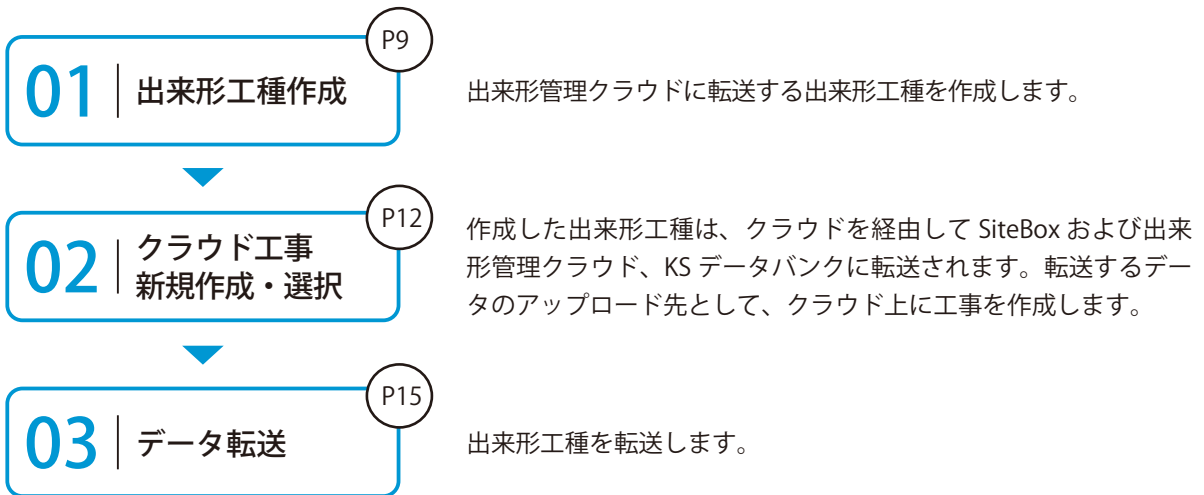 P9
01 出来形工種作成
出来形管理クラウドに転送する出来形工種を作成します。
P12
02 クラウド工事
新規作成・選択
作成した出来形工種は、クラウドを経由して SiteBox および出来
形管理クラウド、KS データバンクに転送されます。転送するデー
タのアップロード先として、クラウド上に工事を作成します。
P15
03 データ転送
出来形工種を転送します。